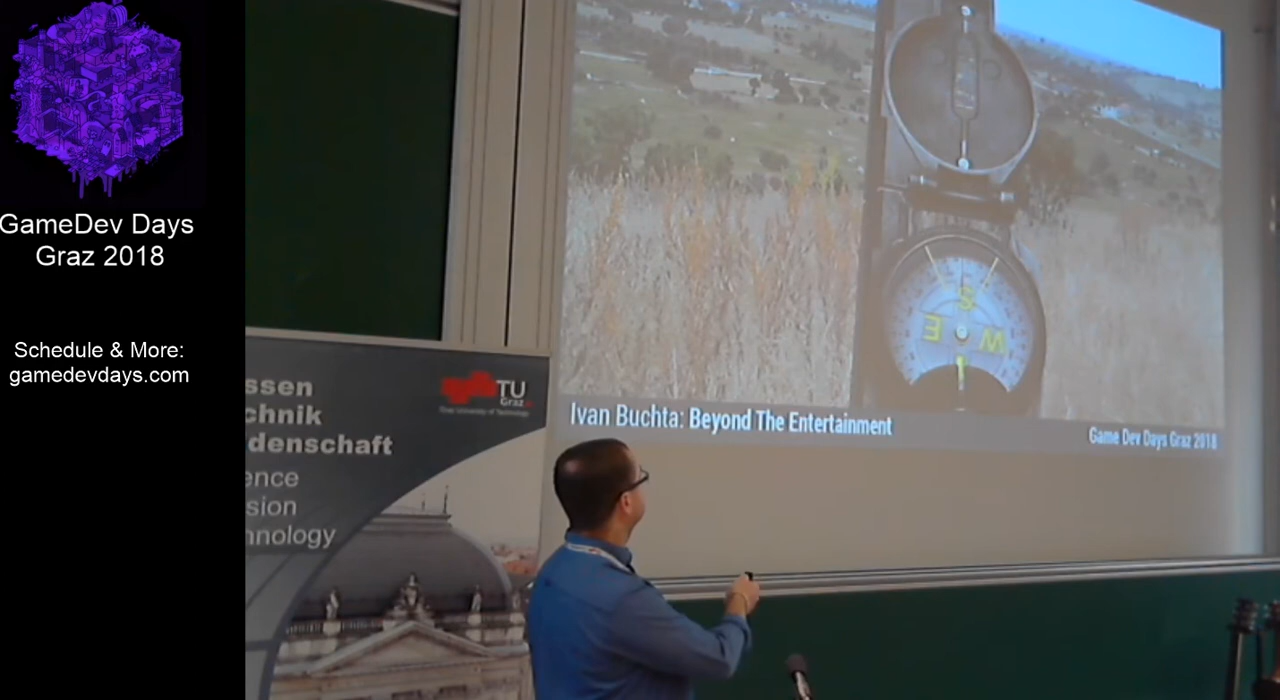 GameDev Days
Graz 2018
Schedule & More:
gamedevdays.com
ssen
chnik
denschaft
ence
sion
nnology
TU
Graz
S
E
W
Ivan Buchta: Beyond The Entertainment
Game Dev Days Graz 2018